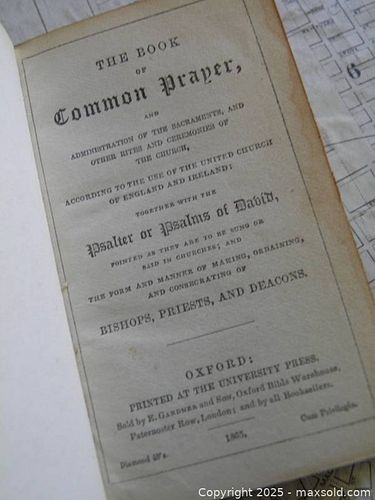 THE BOOK
OF
Common Prayer,
AND
ADMINISTRATION OF THE SACRAMENTS, AND
OTHER RITES AND CEREMONIES OF
THE CHURCH,
ACCORDING TO THE USE OF THE UNITED CHURCH
OF ENGLAND AND IRELAND:
TOGETHER WITH THE
Psalter or Psalms of David,
POINTED AS THEY ARE TO BE SUNG OR
SAID IN CHURCHES; AND
THE FORM AND MANNER OF MAKING, ORDAINING,
AND CONSECRATING OF
BISHOPS, PRIESTS, AND DEACONS.
OXFORD:
PRINTED AT THE UNIVERSITY PRESS,
Sold by E. GARDNER and Son, Oxford Bible Warehouse,
Paternoster Row, London; and by all Booksellers.
Cum Privilegio.
Diamond
6
Copyright © 2025 - maxsold.com